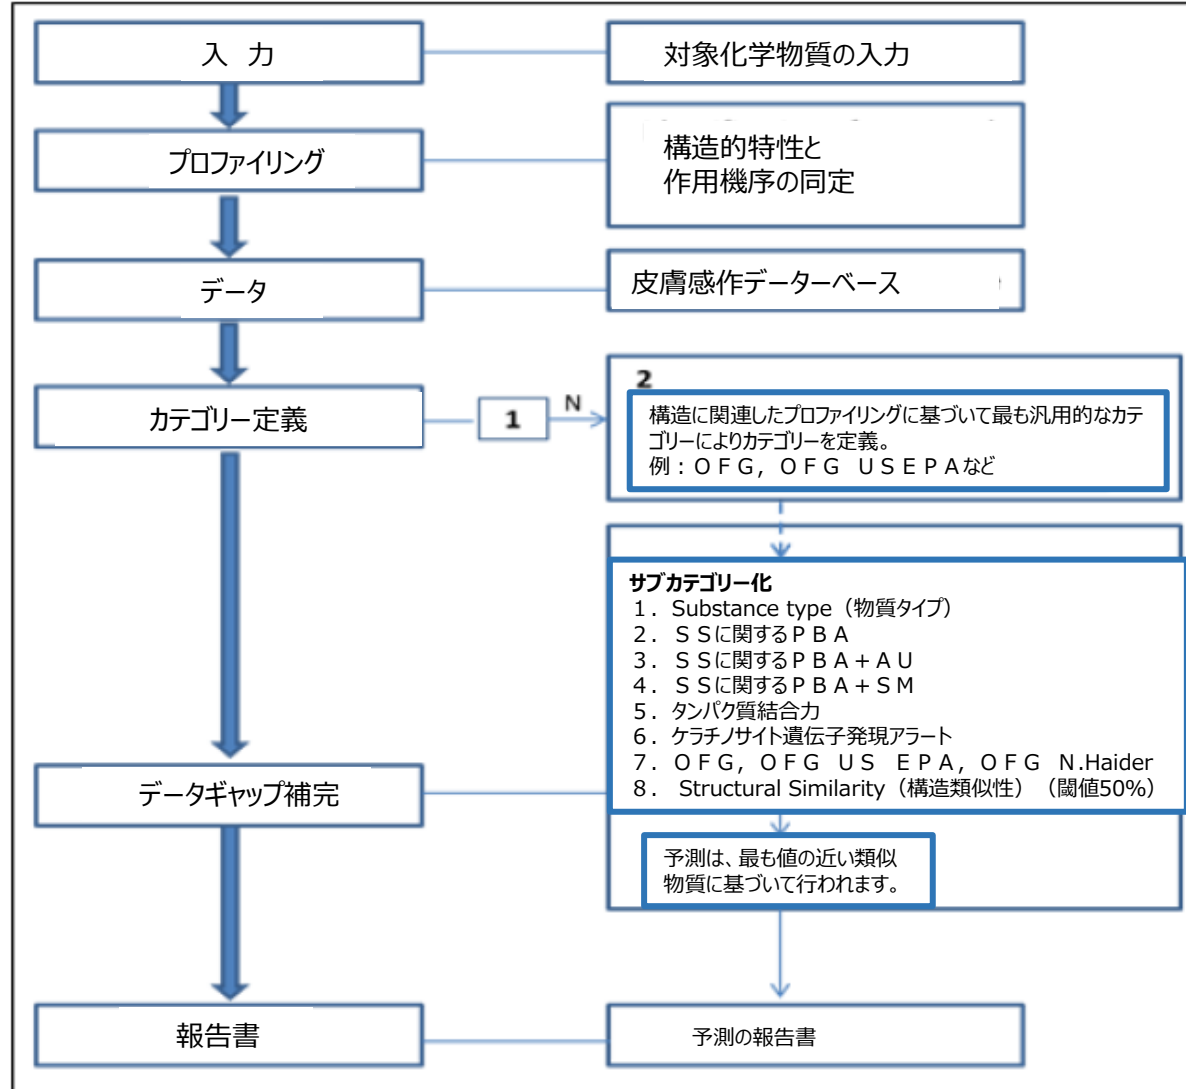 入 力
対象化学物質の入力
プロファイリング
構造的特性と
作用機序の同定
データ
皮膚感作データーベース
カテゴリー定義
1
N
2
構造に関連したプロファイリングに基づいて最も汎用的なカテ
ゴリーによりカテゴリーを定義。
例：ＯＦＧ，ＯＦＧ ＵＳＥＰＡなど
サブカテゴリー化
１．Substance type（物質タイプ）
２．ＳＳに関するＰＢＡ
３．ＳＳに関するＰＢＡ＋ＡＵ
４．ＳＳに関するＰＢＡ＋ＳＭ
５．タンパク質結合力
６．ケラチノサイト遺伝子発現アラート
７．ＯＦＧ，ＯＦＧ ＵＳ ＥＰＡ，ＯＦＧ Ｎ.Haider
８． Structural Similarity（構造類似性）（閾値50%）
データギャップ補完
予測は、最も値の近い類似
物質に基づいて行われます。
報告書
予測の報告書